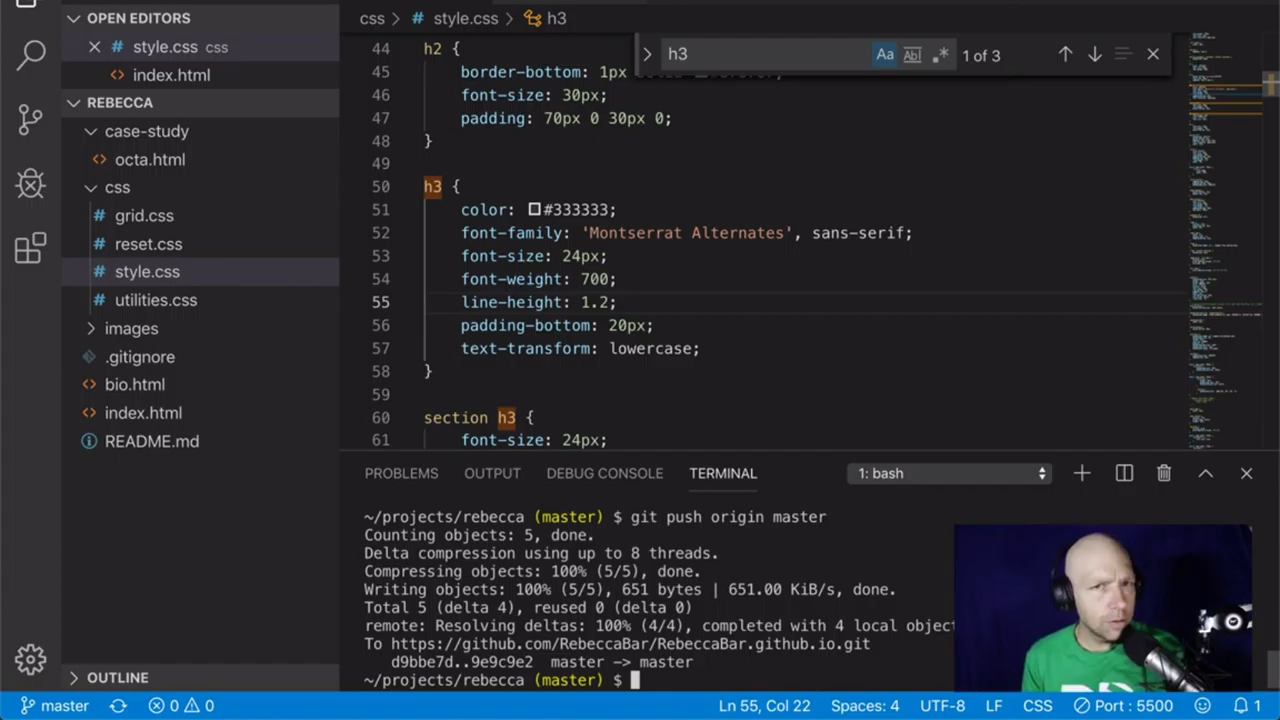 OPEN EDITORS
style.css css
index.html
REBECCA
case-study
octa.html
css
grid.css
reset.css
style.css
utilities.css
images
.gitignore
bio.html
index.html
README.md
OUTLINE
css > style.css > h3
h3
Aa
Abl
.*
1 of 3
44 h2 {
45 border-bottom: 1px
46 font-size: 30px;
47 padding: 70px 0 30px 0;
48 }
49
50 h3 {
51 color: #333333;
52 font-family: 'Montserrat Alternates', sans-serif;
53 font-size: 24px;
54 font-weight: 700;
55 line-height: 1.2;
56 padding-bottom: 20px;
57 text-transform: lowercase;
58 }
59
60 section h3 {
61 font-size: 24px;
PROBLEMS OUTPUT DEBUG CONSOLE TERMINAL 1: bash
~/projects/rebecca (master) $ git push origin master
Counting objects: 5, done.
Delta compression using up to 8 threads.
Compressing objects: 100% (5/5), done.
Writing objects: 100% (5/5), 651 bytes | 651.00 KiB/s, done.
Total 5 (delta 4), reused 0 (delta 0)
remote: Resolving deltas: 100% (4/4), completed with 4 local object
To https://github.com/RebeccaBar/RebeccaBar.github.io.git
d9bbe7d..9e9c9e2 master -> master
~/projects/rebecca (master) $
master 0 0 Ln 55, Col 22 Spaces: 4 UTF-8 LF CSS Port : 5500 1